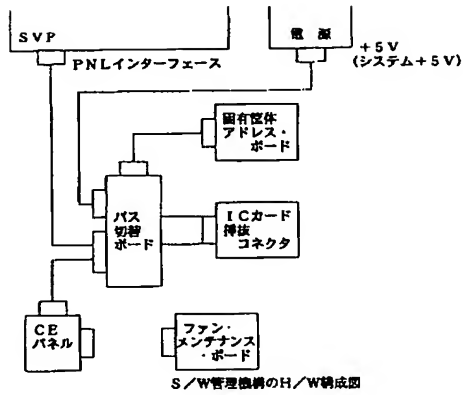 SVP
PNLインターフェース
電 源
+5V
(システム+5V)
固有筐体
アドレス・
ボード
パス
切替
ボード
ICカード
挿抜
コネクタ
CE
パネル
ファン・
メンテナンス
・ボード
S/W管理機構のH/W構成図